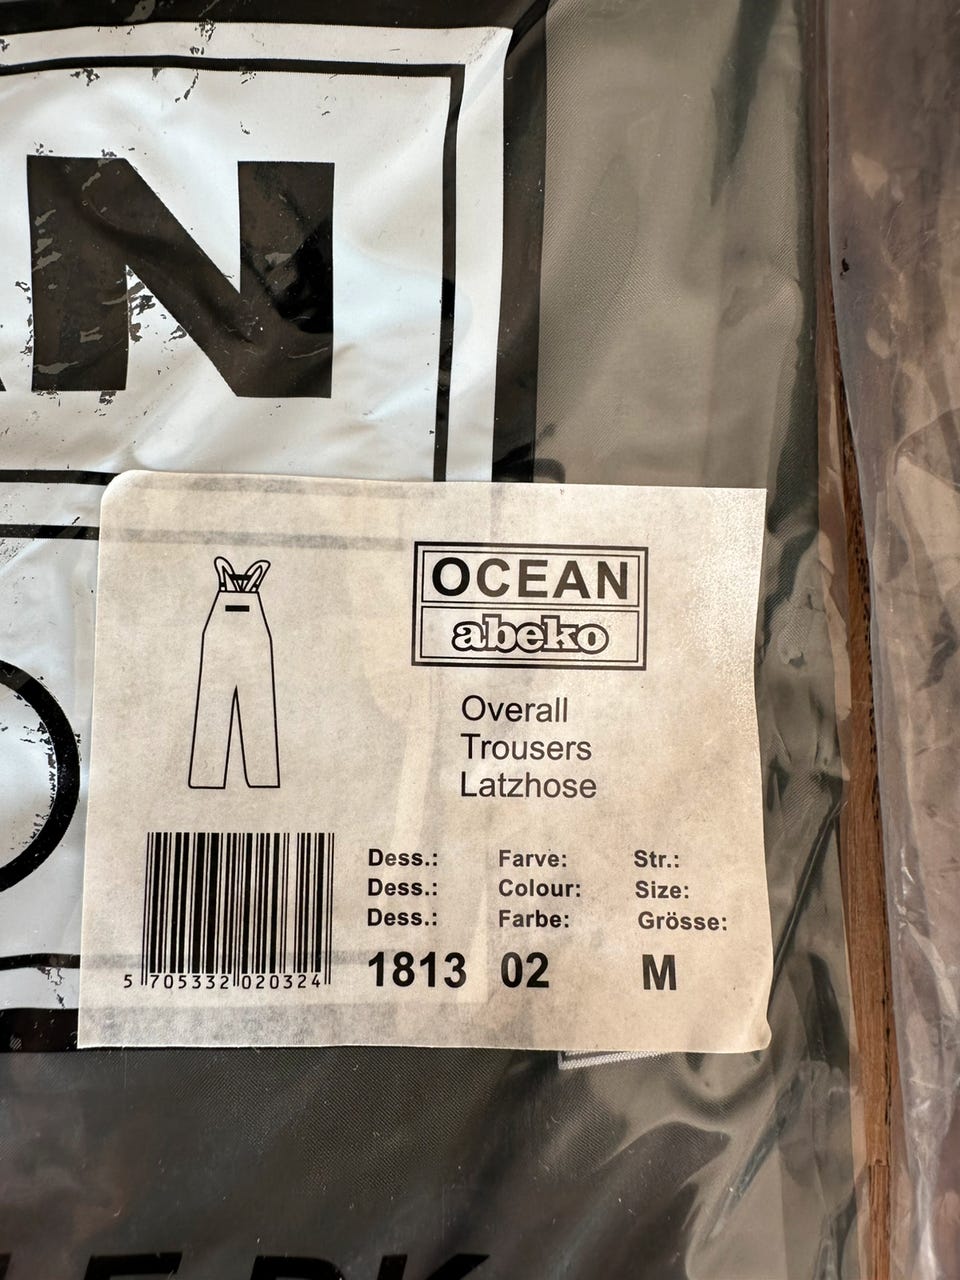 N
OCEAN
abeko
Overall
Trousers
Latzhose
Dess.: Farve: Str.:
Dess.: Colour: Size:
Dess.: Farbe: Grösse:
1813 02 M
5 705332 020324